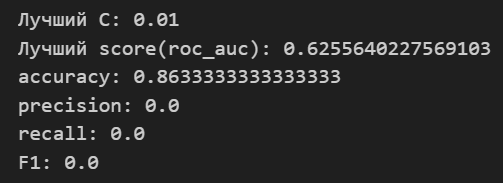 Лучший C: 0.01
Лучший score(roc_auc): 0.6255640227569103
accuracy: 0.8633333333333333
precision: 0.0
recall: 0.0
F1: 0.0